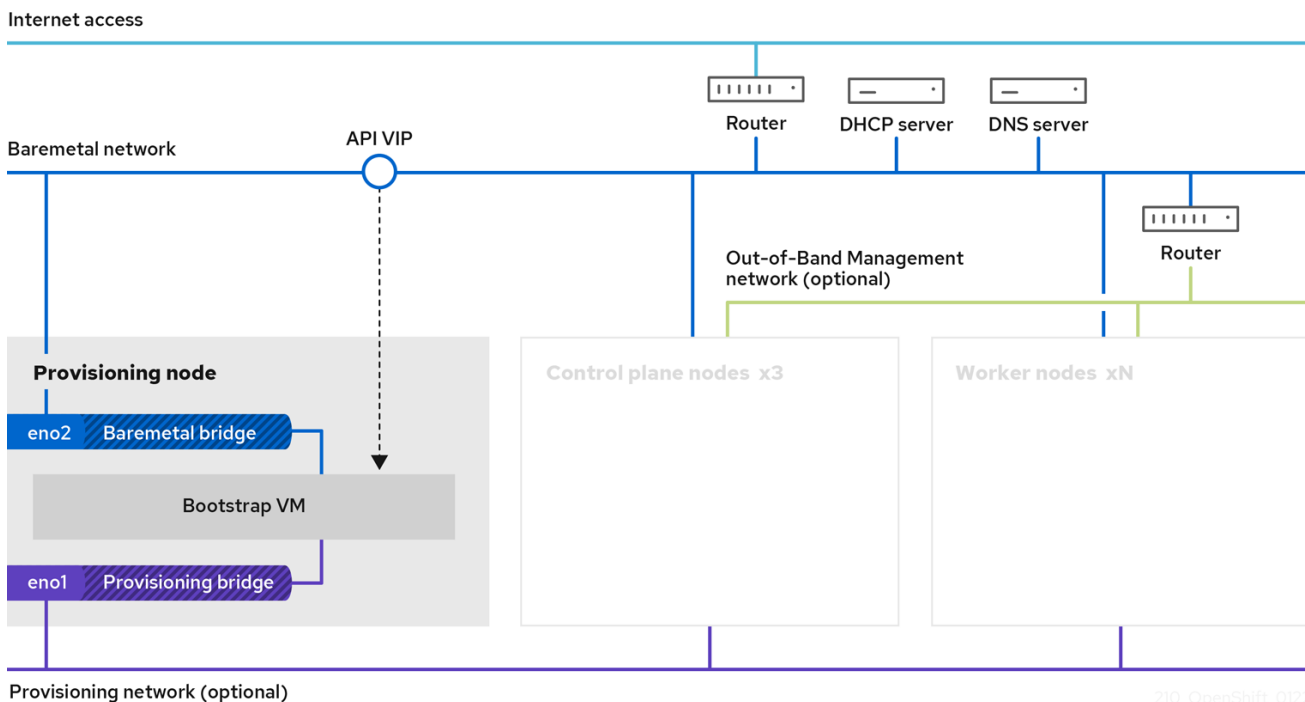 Internet access
Router
DHCP server
DNS server
API VIP
Baremetal network
Router
Out-of-Band Management
network (optional)
Provisioning node
Control plane nodes x3
Worker nodes xN
eno2
Baremetal bridge
Bootstrap VM
eno1
Provisioning bridge
Provisioning network (optional)
210_OpenShift_012